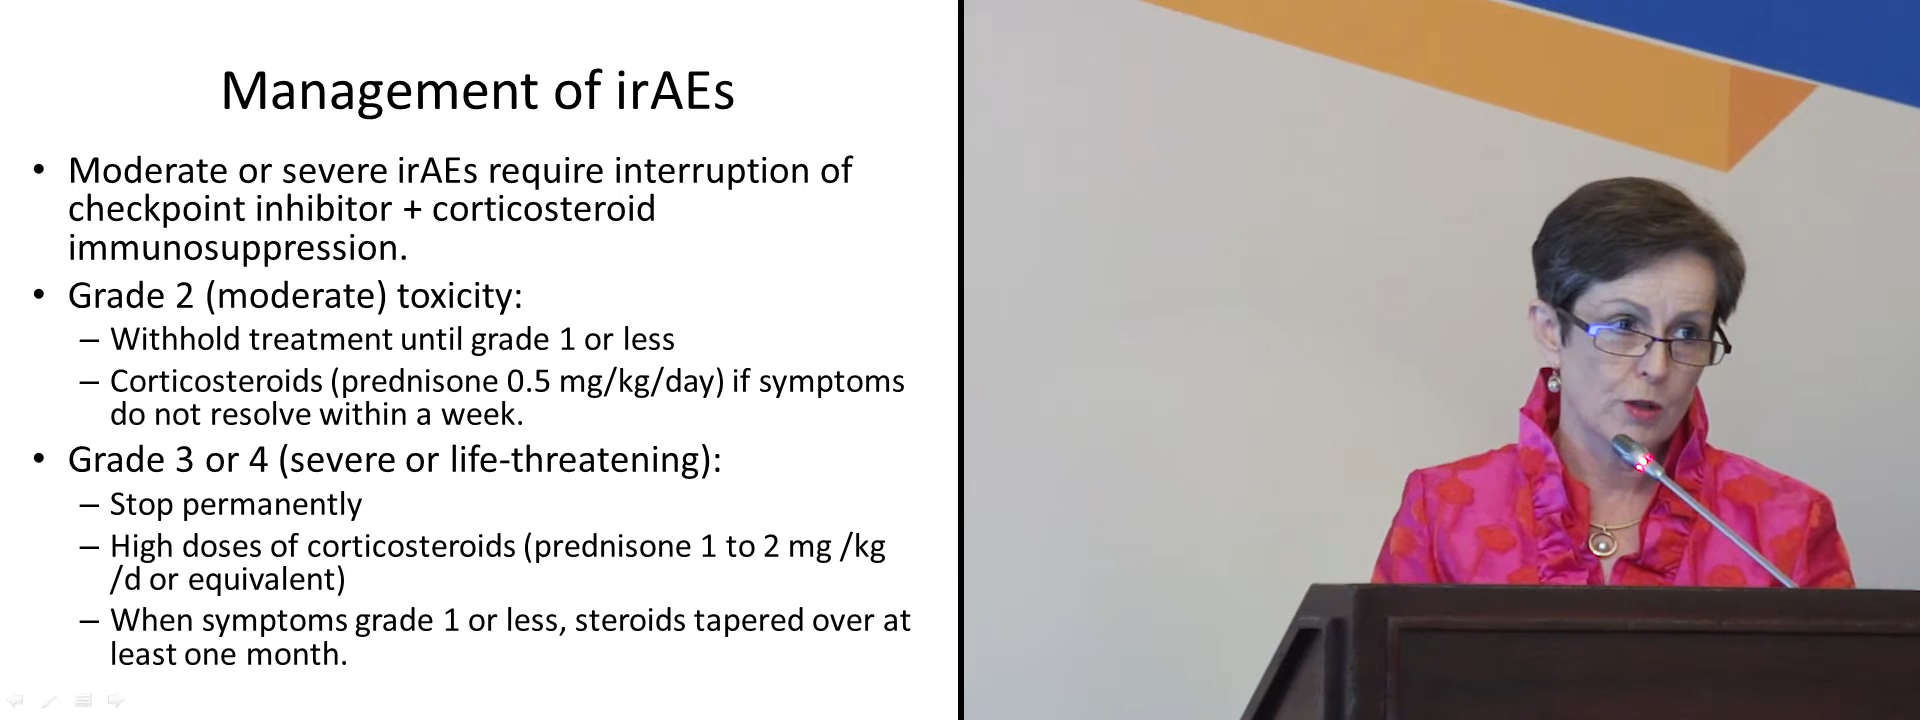 Management of irAEs
• Moderate or severe irAEs require interruption of
checkpoint inhibitor + corticosteroid
immunosuppression.
• Grade 2 (moderate) toxicity:
– Withhold treatment until grade 1 or less
– Corticosteroids (prednisone 0.5 mg/kg/day) if symptoms
do not resolve within a week.
• Grade 3 or 4 (severe or life-threatening):
– Stop permanently
– High doses of corticosteroids (prednisone 1 to 2 mg /kg
/d or equivalent)
– When symptoms grade 1 or less, steroids tapered over at
least one month.